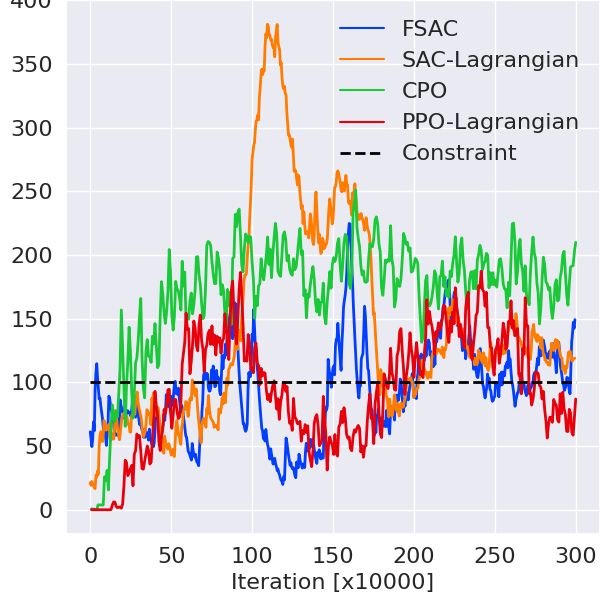 400
350
300
250
200
150
100
50
0
FSAC
SAC-Lagrangian
CPO
PPO-Lagrangian
Constraint
0 50 100 150 200 250 300
Iteration [x10000]